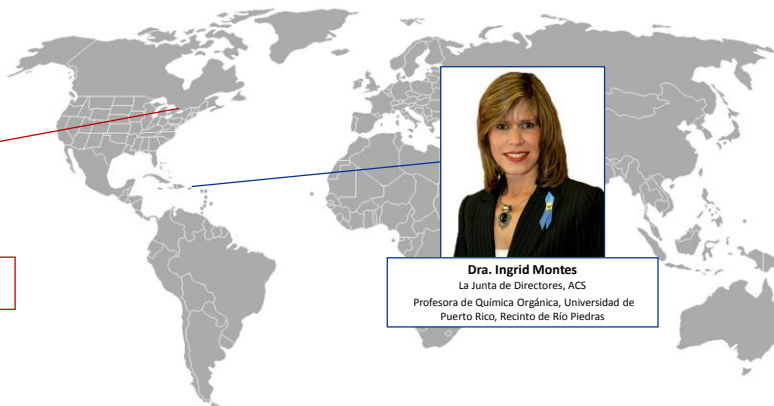 Dra. Ingrid Montes
La Junta de Directores, ACS
Profesora de Química Orgánica, Universidad de
Puerto Rico, Recinto de Río Piedras